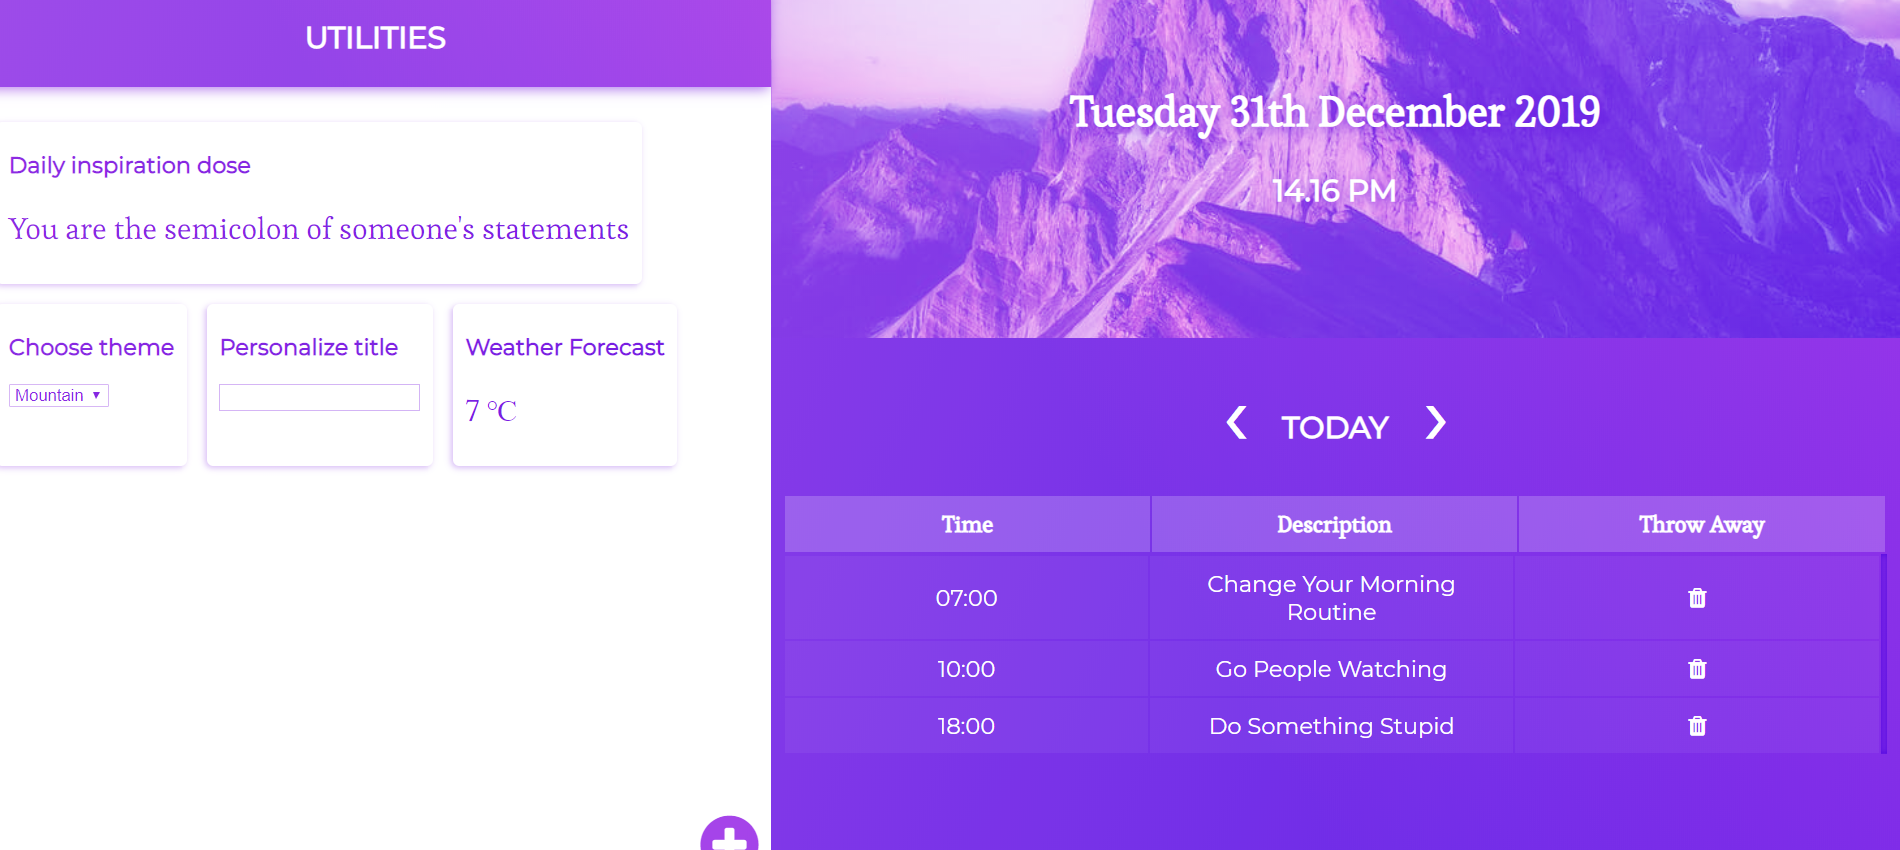 UTILITIES
Daily inspiration dose
You are the semicolon of someone's statements
Choose theme
Mountain
Personalize title
Weather Forecast
7 °C
Tuesday 31th December 2019
14.16 PM
TODAY
Time Description Throw Away
07:00 Change Your Morning
Routine
10:00 Go People Watching
18:00 Do Something Stupid